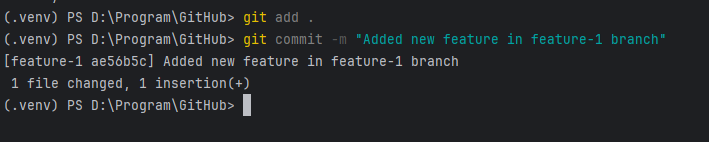 (.venv) PS D:\Program\GitHub> git add .
(.venv) PS D:\Program\GitHub> git commit -m "Added new feature in feature-1 branch"
[feature-1 ae56b5c] Added new feature in feature-1 branch
 1 file changed, 1 insertion(+)
(.venv) PS D:\Program\GitHub>